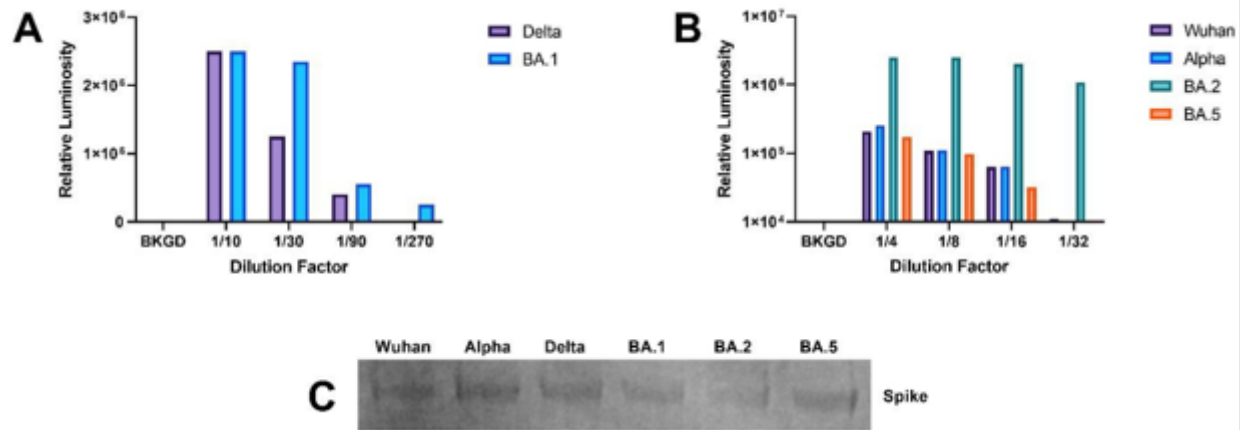 A
Relative Luminosity
3×10⁶
2×10⁶
1×10⁶
0
BKGD 1/10 1/30 1/90 1/270
Dilution Factor
Delta
BA.1
B
Relative Luminosity
1×10⁷
1×10⁶
1×10⁵
1×10⁴
BKGD 1/4 1/8 1/16 1/32
Dilution Factor
Wuhan
Alpha
BA.2
BA.5
C
Wuhan Alpha Delta BA.1 BA.2 BA.5
Spike